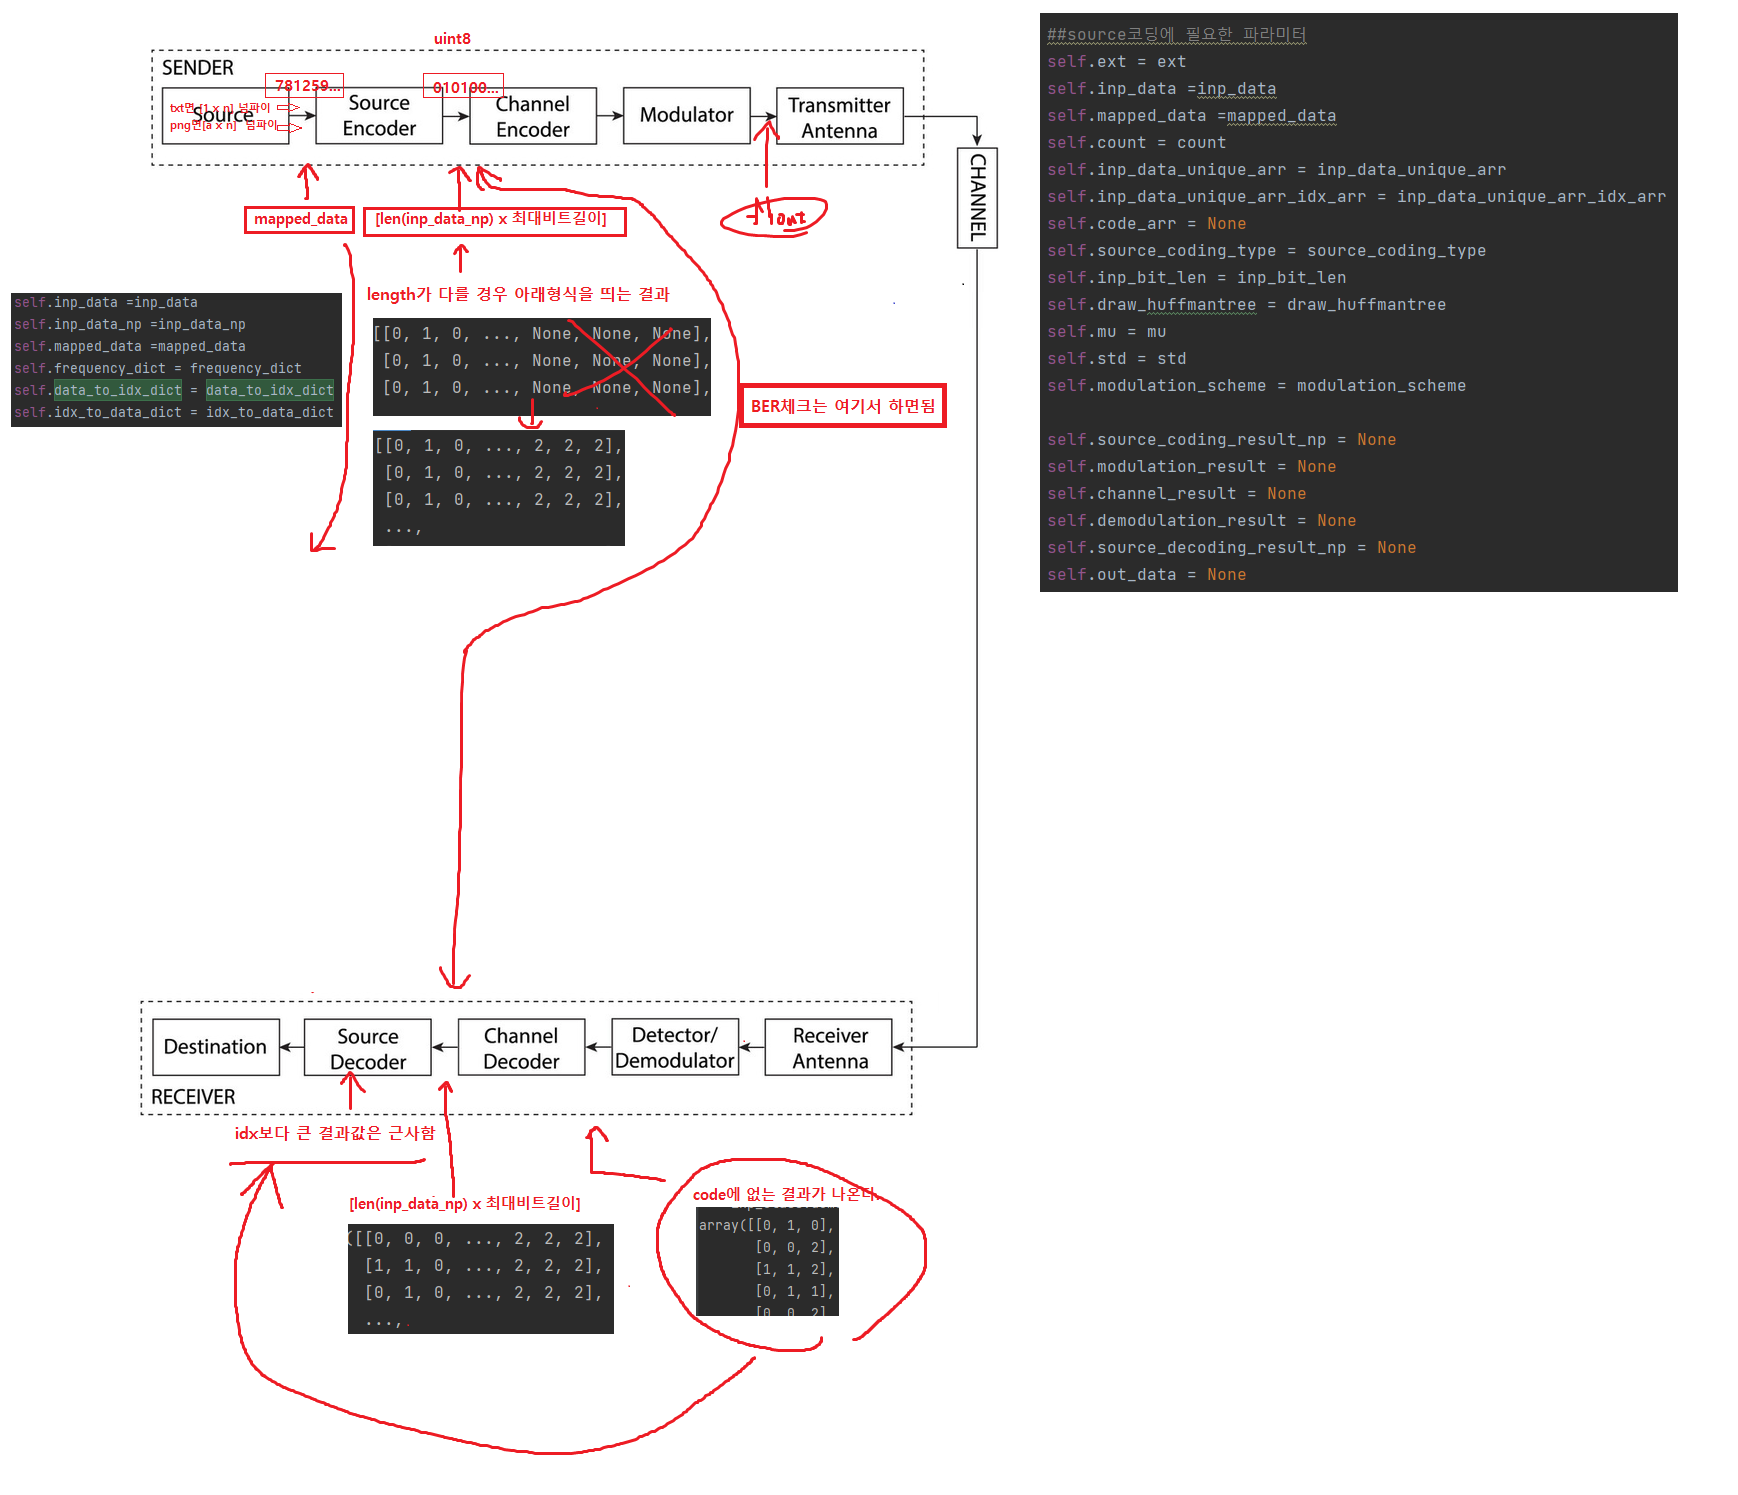 uint8
SENDER
781259...
010100...
txt면 [1 x n] 넘파이
png면[a x n] 넘파이
Source
Source
Encoder
Channel
Encoder
Modulator
Transmitter
Antenna
CHANNEL
mapped_data
[len(inp_data_np) x 최대비트길이]
length가 다를 경우 아래형식을 띄는 결과
self.inp_data =inp_data
self.inp_data_np =inp_data_np
self.mapped_data =mapped_data
self.frequency_dict = frequency_dict
self.data_to_idx_dict = data_to_idx_dict
self.idx_to_data_dict = idx_to_data_dict
[[0, 1, 0, ..., None, None, None],
[0, 1, 0, ..., None, None, None],
[0, 1, 0, ..., None, None, None],
[[0, 1, 0, ..., 2, 2, 2],
[0, 1, 0, ..., 2, 2, 2],
[0, 1, 0, ..., 2, 2, 2],
...,
BER체크는 여기서 하면됨
##source코딩에 필요한 파라미터
self.ext = ext
self.inp_data =inp_data
self.mapped_data =mapped_data
self.count = count
self.inp_data_unique_arr = inp_data_unique_arr
self.inp_data_unique_arr_idx_arr = inp_data_unique_arr_idx_arr
self.code_arr = None
self.source_coding_type = source_coding_type
self.inp_bit_len = inp_bit_len
self.draw_huffmantree = draw_huffmantree
self.mu = mu
self.std = std
self.modulation_scheme = modulation_scheme
self.source_coding_result_np = None
self.modulation_result = None
self.channel_result = None
self.demodulation_result = None
self.source_decoding_result_np = None
self.out_data = None
Destination
Source
Decoder
Channel
Decoder
Detector/
Demodulator
Receiver
Antenna
RECEIVER
idx보다 큰 결과값은 근사함
[len(inp_data_np) x 최대비트길이]
([[0, 0, 0, ..., 2, 2, 2],
[1, 1, 0, ..., 2, 2, 2],
[0, 1, 0, ..., 2, 2, 2],
...,
code에 없는 결과가 나온다.
array([[0, 1, 0],
[0, 0, 2],
[1, 1, 2],
[0, 1, 1],
[0, 0, 2]